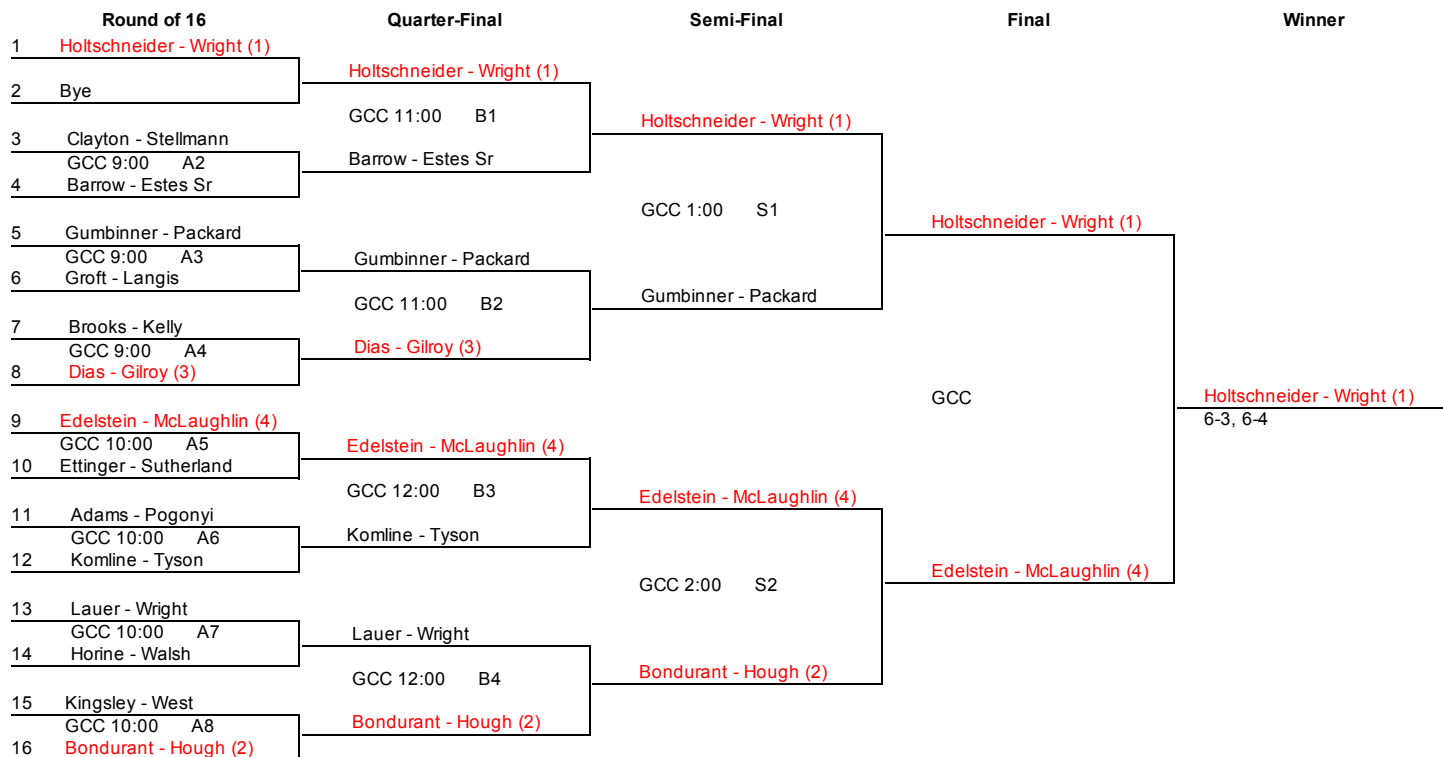 Round of 16 Quarter-Final Semi-Final Final Winner
1 Holtschneider - Wright (1)
2 Bye
3 Clayton - Stellmann
GCC 9:00 A2
4 Barrow - Estes Sr
5 Gumbinner - Packard
GCC 9:00 A3
6 Groft - Langis
7 Brooks - Kelly
GCC 9:00 A4
8 Dias - Gilroy (3)
9 Edelstein - McLaughlin (4)
GCC 10:00 A5
10 Ettinger - Sutherland
11 Adams - Pogonyi
GCC 10:00 A6
12 Komline - Tyson
13 Lauer - Wright
GCC 10:00 A7
14 Horine - Walsh
15 Kingsley - West
GCC 10:00 A8
16 Bondurant - Hough (2)
Holtschneider - Wright (1)
GCC 11:00 B1
Barrow - Estes Sr
Gumbinner - Packard
GCC 11:00 B2
Dias - Gilroy (3)
Edelstein - McLaughlin (4)
GCC 12:00 B3
Komline - Tyson
Lauer - Wright
GCC 12:00 B4
Bondurant - Hough (2)
Holtschneider - Wright (1)
GCC 1:00 S1
Gumbinner - Packard
Edelstein - McLaughlin (4)
GCC 2:00 S2
Bondurant - Hough (2)
Holtschneider - Wright (1)
GCC
Edelstein - McLaughlin (4)
Holtschneider - Wright (1)
6-3, 6-4